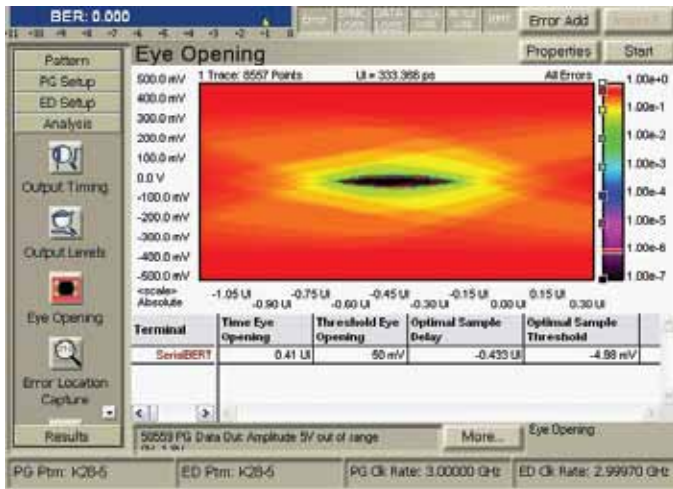 BER: 0.000
Error
Error Add
Eye Opening
Properties
Start
Pattern
PG Setup
ED Setup
Analysis
Output Timing
Output Levels
Eye Opening
Error Location
Capture
Results
1 Trace: 8557 Points
UI = 333.366 ps
All Errors
500.0 mV
400.0 mV
300.0 mV
200.0 mV
100.0 mV
0.0 V
-100.0 mV
-200.0 mV
-300.0 mV
-400.0 mV
-500.0 mV
1.00e+0
1.00e-1
1.00e-2
1.00e-3
1.00e-4
1.00e-5
1.00e-6
1.00e-7
<scale>
Absolute
-1.05 UI
-0.90 UI
-0.75 UI
-0.60 UI
-0.45 UI
-0.30 UI
-0.15 UI
0.00 UI
0.15 UI
0.30 UI
Terminal
Time Eye Opening
Threshold Eye Opening
Optimal Sample Delay
Optimal Sample Threshold
SerialBERT
0.41 UI
50 mV
-0.433 UI
-4.98 mV
PG Data Out: Amplitude 5V out of range
More...
Eye Opening
PG Ptrn: K28-5
ED Ptrn: K28-5
PG Clk Rate: 3.00000 GHz
ED Clk Rate: 2.99970 GHz